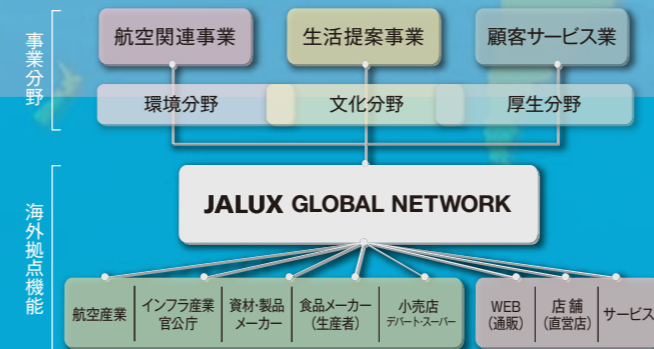 事業分野
航空関連事業
生活提案事業
顧客サービス業
環境分野
文化分野
厚生分野
海外拠点機能
JALUX GLOBAL NETWORK
航空産業
インフラ産業
官公庁
資材・製品
メーカー
食品メーカー
（生産者）
小売店
デパート・スーパー
WEB
（通販）
店舗
（直営店）
サービス